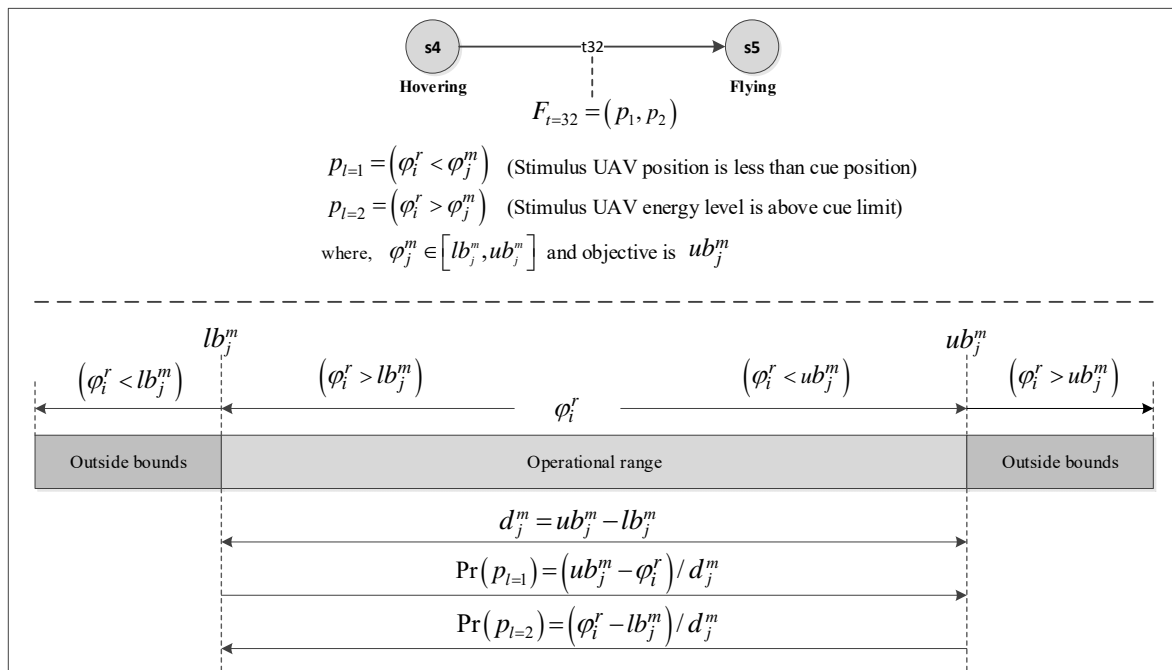 s4 t32 s5
Hovering Flying
F_{t=32} = (p_1, p_2)
p_{l=1} = (φ_i^r < φ_j^m) (Stimulus UAV position is less than cue position)
p_{l=2} = (φ_i^r > φ_j^m) (Stimulus UAV energy level is above cue limit)
where, φ_j^m ∈ [lb_j^m, ub_j^m] and objective is ub_j^m
lb_j^m ub_j^m
(φ_i^r < lb_j^m) (φ_i^r > lb_j^m) (φ_i^r < ub_j^m) (φ_i^r > ub_j^m)
φ_i^r
Outside bounds Operational range Outside bounds
d_j^m = ub_j^m − lb_j^m
Pr(p_{l=1}) = (ub_j^m − φ_i^r) / d_j^m
Pr(p_{l=2}) = (φ_i^r − lb_j^m) / d_j^m